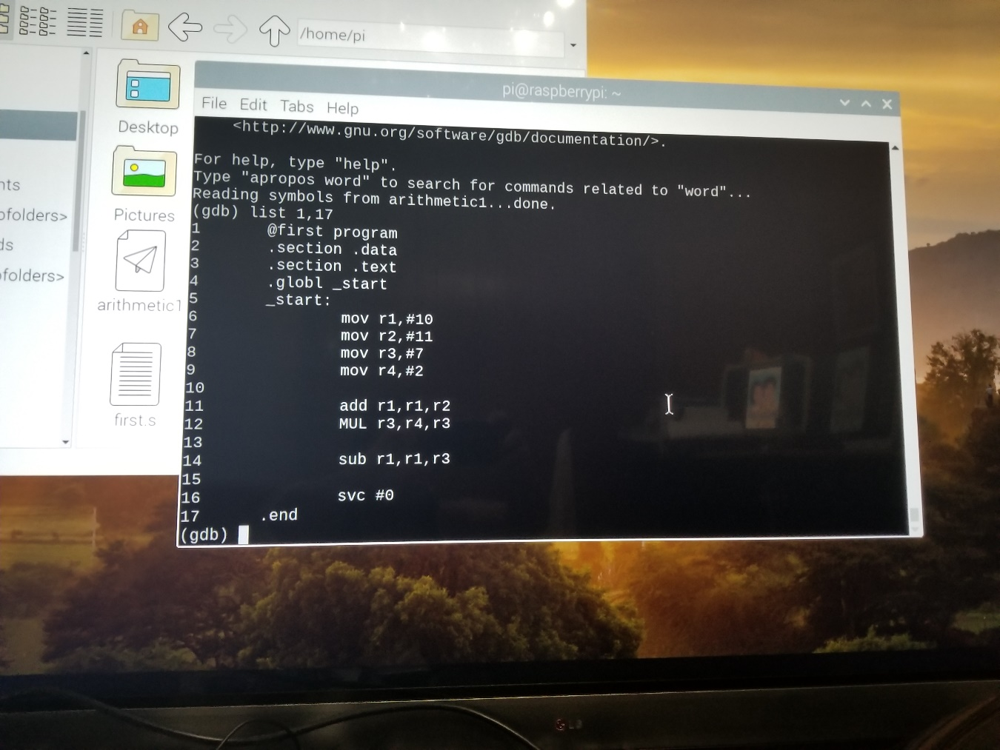 /home/pi
pi@raspberrypi: ~
File Edit Tabs Help
Desktop
Pictures
arithmetic1
first.s
nts
ofolders>
ds
ofolders>
<http://www.gnu.org/software/gdb/documentation/>.
For help, type "help".
Type "apropos word" to search for commands related to "word"...
Reading symbols from arithmetic1...done.
(gdb) list 1,17
1 @first program
2 .section .data
3 .section .text
4 .globl _start
5 _start:
6 mov r1,#10
7 mov r2,#11
8 mov r3,#7
9 mov r4,#2
10
11 add r1,r1,r2
12 MUL r3,r4,r3
13
14 sub r1,r1,r3
15
16 svc #0
17 .end
(gdb)
LG